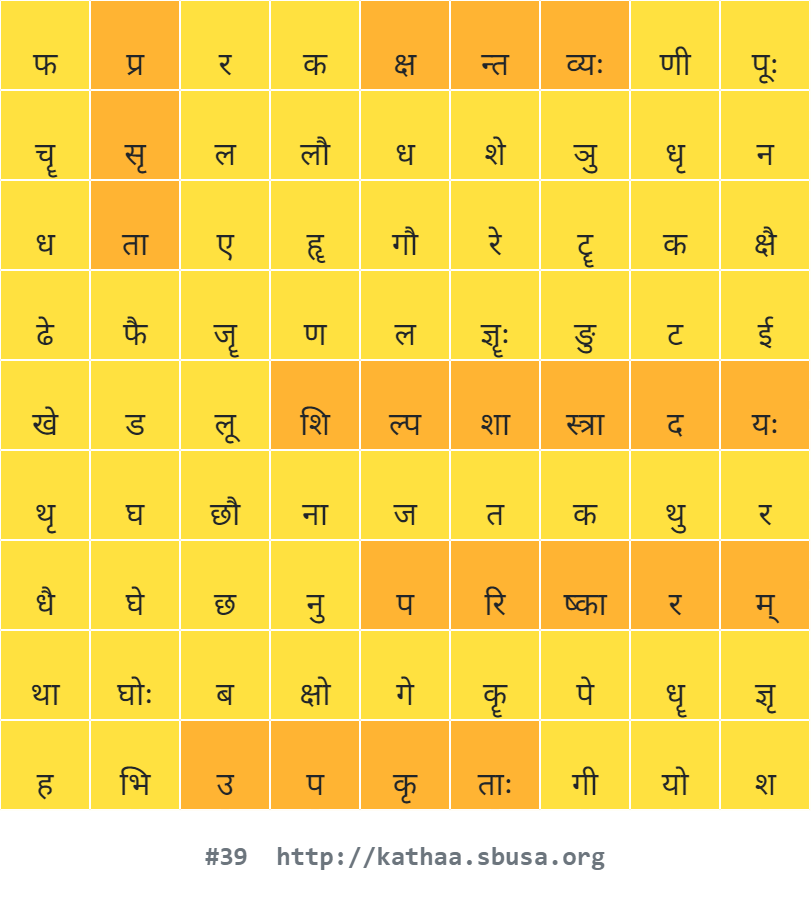 फ प्र र क क्ष न्त व्यः णी पूः
चॄ सृ ल लौ ध शे ञु धृ न
ध ता ए हॄ गौ रे टॄ क क्षै
ढे फै जॄ ण ल ज्ञॄः ङु ट ई
खे ड लू शि ल्प शा स्त्रा द यः
थृ घ छौ ना ज त क थु र
धै घे छ नु प रि ष्का र म्
था घोः ब क्षो गे कॄ पे धॄ ज्ञृ
ह भि उ प कृ ताः गी यो श
#39 http://kathaa.sbusa.org